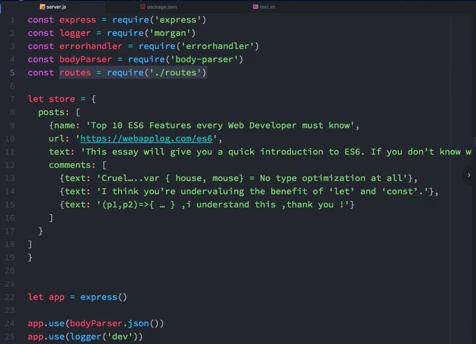 server.js package.json test.sh
1 const express = require('express')
2 const logger = require('morgan')
3 const errorhandler = require('errorhandler')
4 const bodyParser = require('body-parser')
5 const routes = require('./routes')
6
7 let store = {
8 posts: [
9 {name: 'Top 10 ES6 Features every Web Developer must know',
10 url: 'https://webapplog.com/es6',
11 text: 'This essay will give you a quick introduction to ES6. If you don't know w
12 comments: [
13 {text: 'Cruel…..var { house, mouse} = No type optimization at all'},
14 {text: 'I think you're undervaluing the benefit of ‘let’ and ‘const’.'},
15 {text: '(p1,p2)=>{ … } ,i understand this ,thank you !'}
16 ]
17 }
18 ]
19 }
20
21
22 let app = express()
23
24 app.use(bodyParser.json())
25 app.use(logger('dev'))